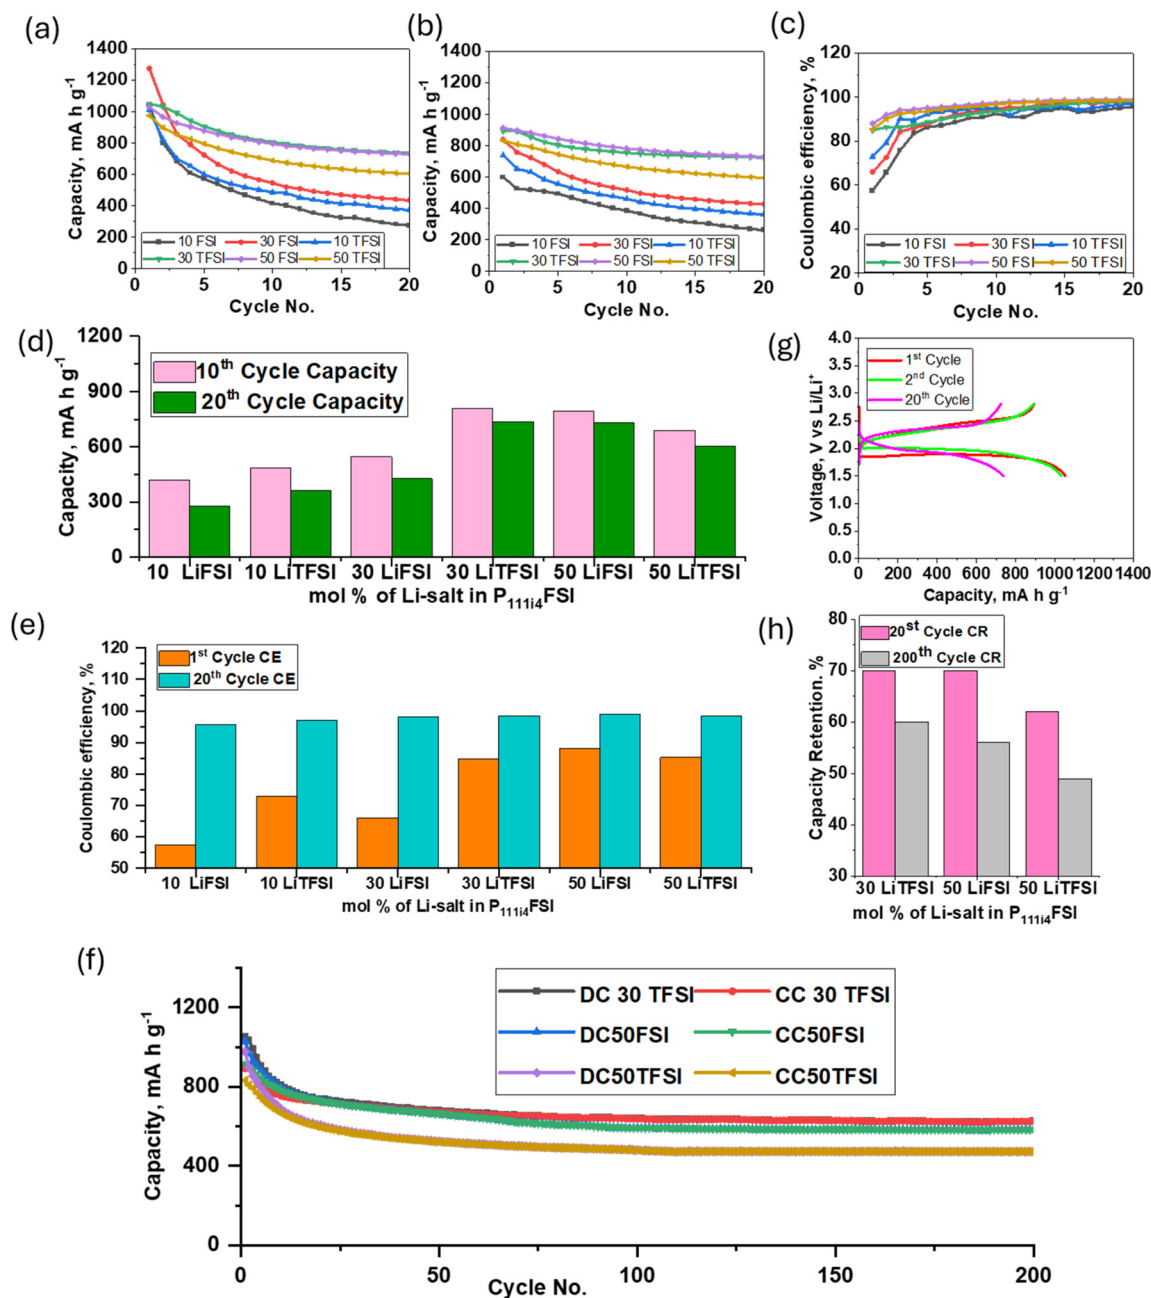 (a)
Capacity, mA h g⁻¹
1400
1200
1000
800
600
400
200
0
10 FSI 30 FSI 10 TFSI
30 TFSI 50 FSI 50 TFSI
0 5 10 15 20
Cycle No.
(b)
Capacity, mA h g⁻¹
1400
1200
1000
800
600
400
200
0
10 FSI 30 FSI 10 TFSI
30 TFSI 50 FSI 50 TFSI
0 5 10 15 20
Cycle No.
(c)
Coulombic efficiency, %
120
100
80
60
40
20
10 FSI 30 FSI 10 TFSI
30 TFSI 50 FSI 50 TFSI
0 5 10 15 20
Cycle No.
(d)
Capacity, mA h g⁻¹
1200
900
600
300
0
10ᵗʰ Cycle Capacity
20ᵗʰ Cycle Capacity
10 LiFSI 10 LiTFSI 30 LiFSI 30 LiTFSI 50 LiFSI 50 LiTFSI
mol % of Li-salt in P₁₁₁ᵢ₄FSI
(g)
Voltage, V vs Li/Li⁺
4.0
3.5
3.0
2.5
2.0
1.5
1.0
0.5
0.0
1ˢᵗ Cycle
2ⁿᵈ Cycle
20ᵗʰ Cycle
0 200 400 600 800 1000 1200 1400
Capacity, mA h g⁻¹
(e)
Coulombic efficiency, %
120
110
100
90
80
70
60
50
1ˢᵗ Cycle CE
20ᵗʰ Cycle CE
10 LiFSI 10 LiTFSI 30 LiFSI 30 LiTFSI 50 LiFSI 50 LiTFSI
mol % of Li-salt in P₁₁₁ᵢ₄FSI
(h)
Capacity Retention. %
80
70
60
50
40
30
20ˢᵗ Cycle CR
200ᵗʰ Cycle CR
30 LiTFSI 50 LiFSI 50 LiTFSI
mol % of Li-salt in P₁₁₁ᵢ₄FSI
(f)
Capacity, mA h g⁻¹
1200
800
400
0
DC 30 TFSI CC 30 TFSI
DC50FSI CC50FSI
DC50TFSI CC50TFSI
0 50 100 150 200
Cycle No.